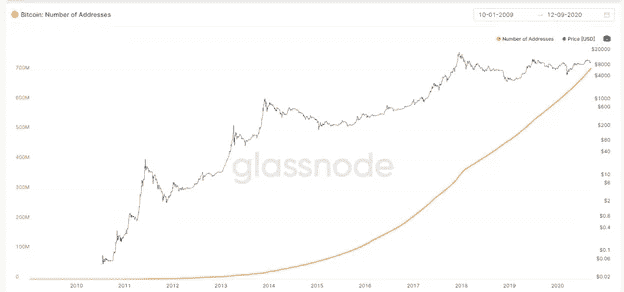 Bitcoin: Number of Addresses
10-01-2009 → 12-09-2020
Number of Addresses Price [USD]
$20000
700M $8000
$4000
600M
$1000
500M $600
$200
400M $80
$40
glassnode
300M $10
$6
200M $2
$0.8
$0.4
100M $0.1
$0.06
0 $0.02
2010 2011 2012 2013 2014 2015 2016 2017 2018 2019 2020